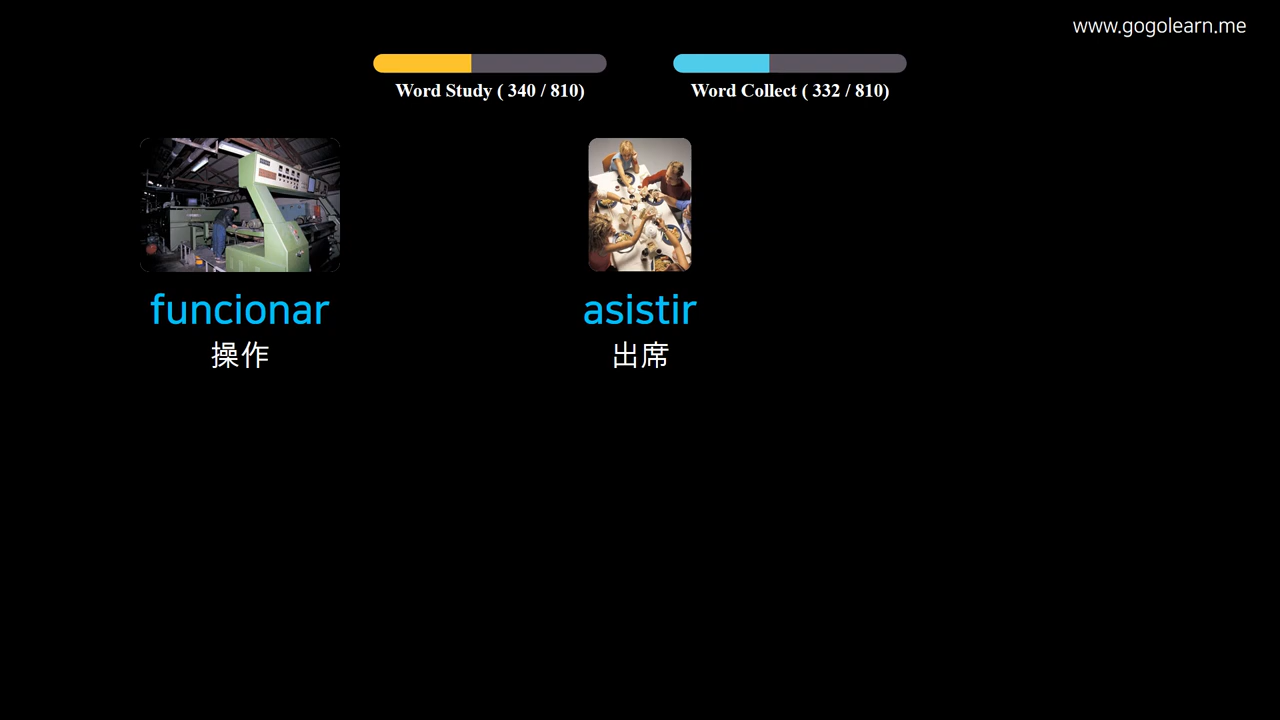 www.gogolearn.me
Word Study ( 340 / 810)
Word Collect ( 332 / 810)
funcionar
操作
asistir
出席